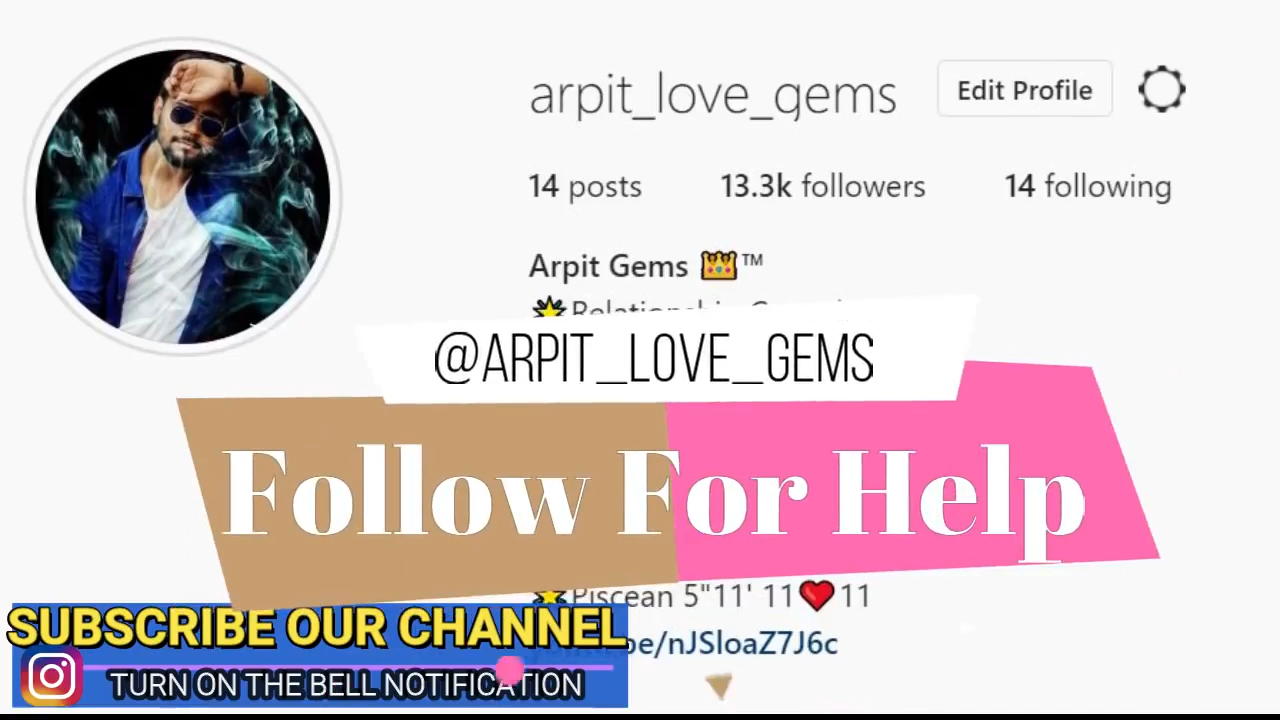 arpit_love_gems Edit Profile
14 posts 13.3k followers 14 following
Arpit Gems 👑™
@ARPIT_LOVE_GEMS
Follow For Help
Piscean 5"11' 11❤️11
be/nJSloaZ7J6c
SUBSCRIBE OUR CHANNEL
TURN ON THE BELL NOTIFICATION